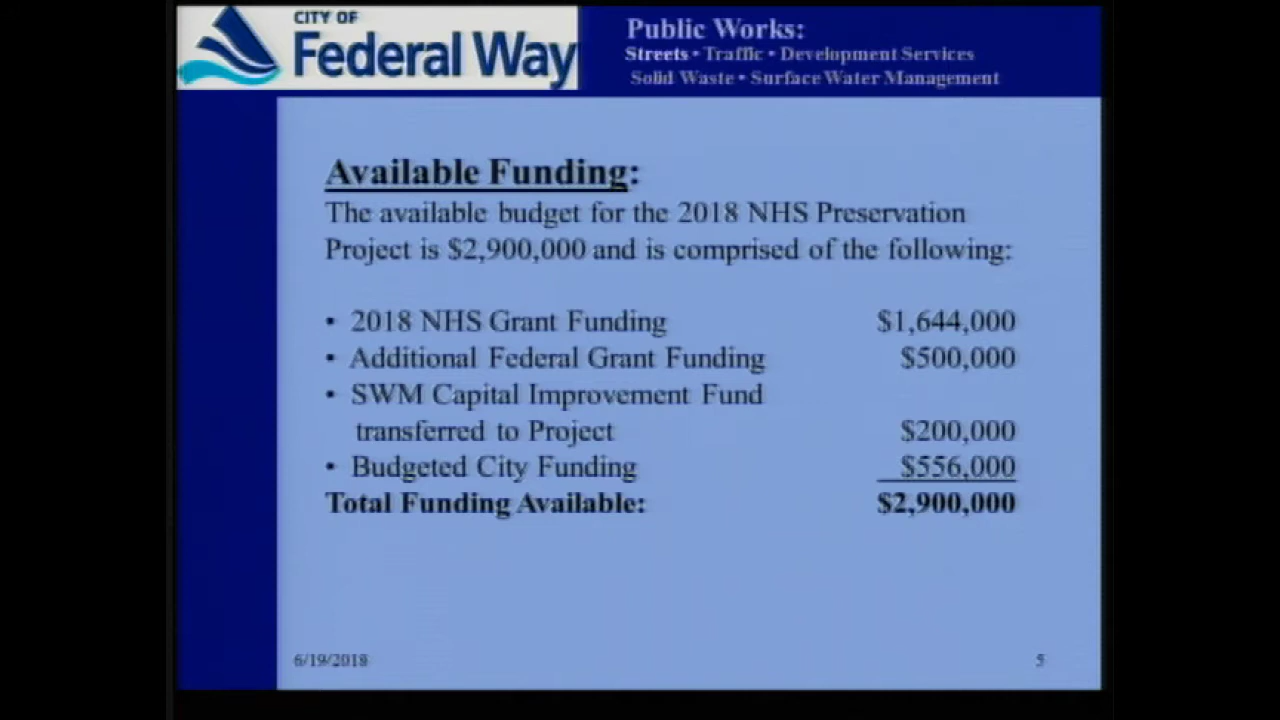 CITY OF
Federal Way
Public Works:
Streets • Traffic • Development Services
Solid Waste • Surface Water Management
Available Funding:
The available budget for the 2018 NHS Preservation
Project is $2,900,000 and is comprised of the following:
• 2018 NHS Grant Funding $1,644,000
• Additional Federal Grant Funding $500,000
• SWM Capital Improvement Fund
transferred to Project $200,000
• Budgeted City Funding $556,000
Total Funding Available: $2,900,000
6/19/2018 5